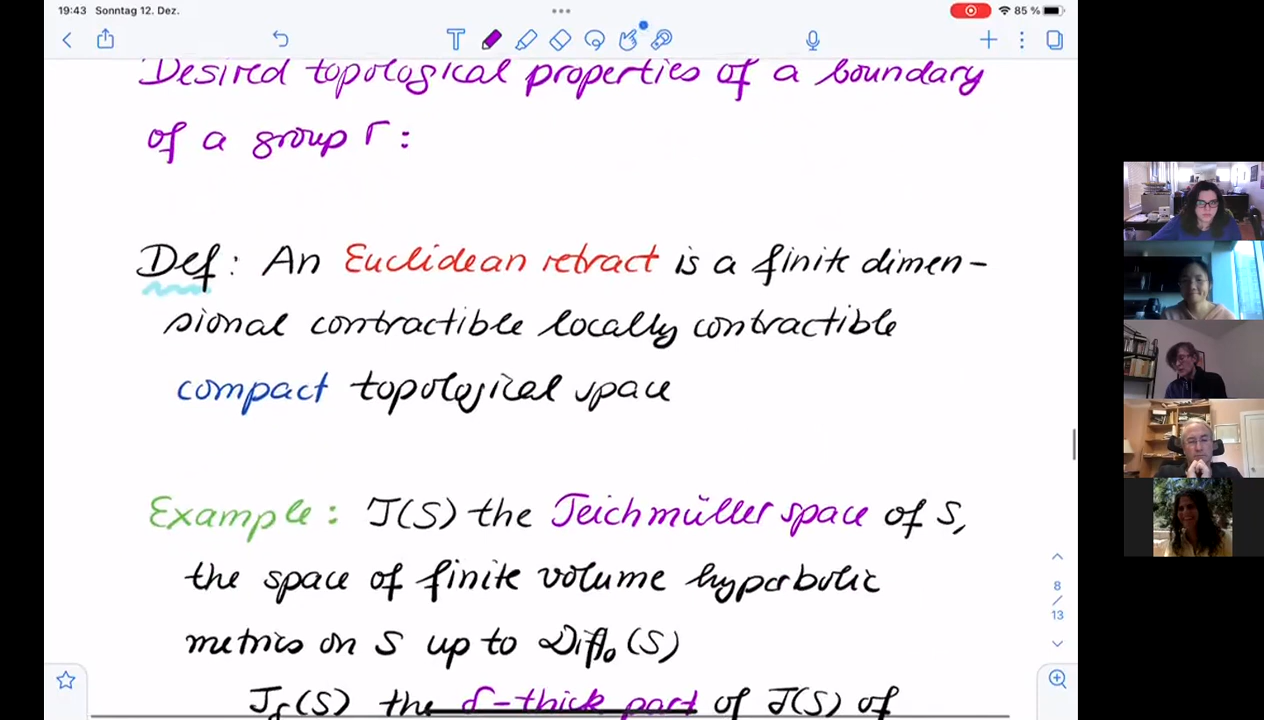 19:43 Sonntag 12. Dez.
85 %
Desired topological properties of a boundary
of a group Γ:
Def: An Euclidean retract is a finite dimen-
sional contractible locally contractible
compact topological space
Example: T(S) the Teichmüller space of S,
the space of finite volume hyperbolic
metrics on S up to Diff₀(S)
8
/
13
T_δ(S) the δ-thick part of T(S) of